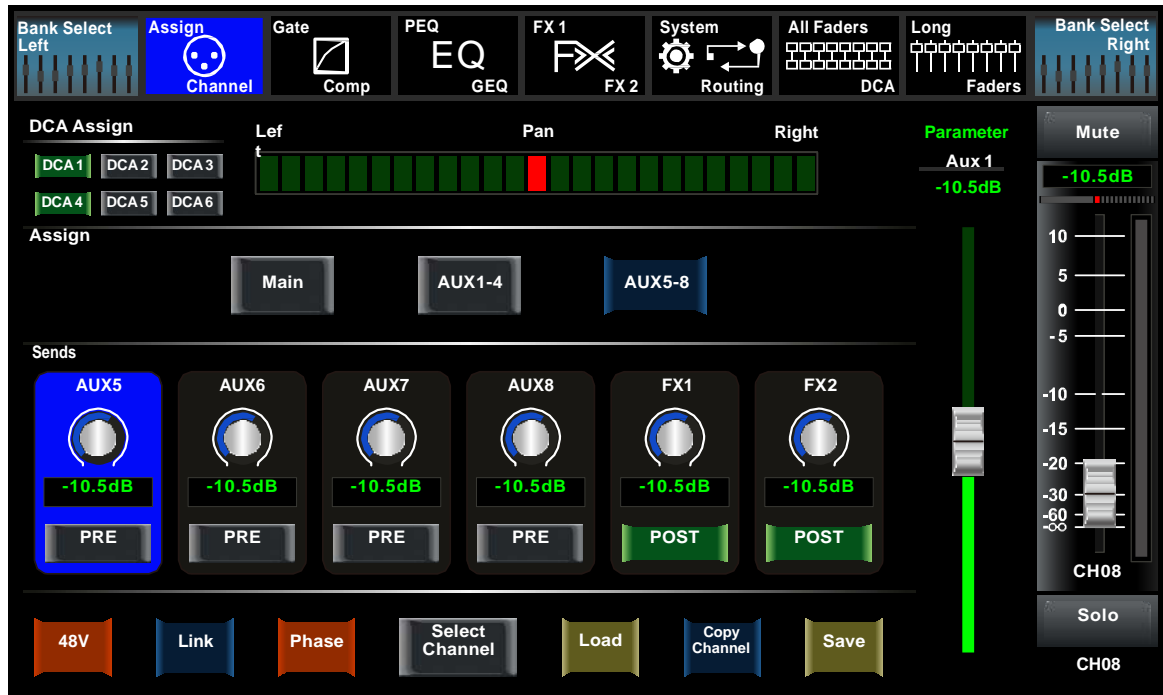 Bank Select
Left
Assign
Channel
Gate
Comp
PEQ
EQ
GEQ
FX 1
FX
FX 2
System
Routing
All Faders
DCA
Long
Faders
Bank Select
Right
DCA Assign
DCA 1 DCA 2 DCA 3
DCA 4 DCA 5 DCA 6
Lef
t
Pan
Right
Parameter
Aux 1
-10.5dB
Mute
-10.5dB
Assign
Main AUX1-4 AUX5-8
Sends
AUX5 AUX6 AUX7 AUX8 FX1 FX2
-10.5dB -10.5dB -10.5dB -10.5dB -10.5dB -10.5dB
PRE PRE PRE PRE POST POST
10
5
0
-5
-10
-15
-20
-30
-60
-∞
CH08
48V Link Phase Select
Channel Load Copy
Channel Save
Solo
CH08